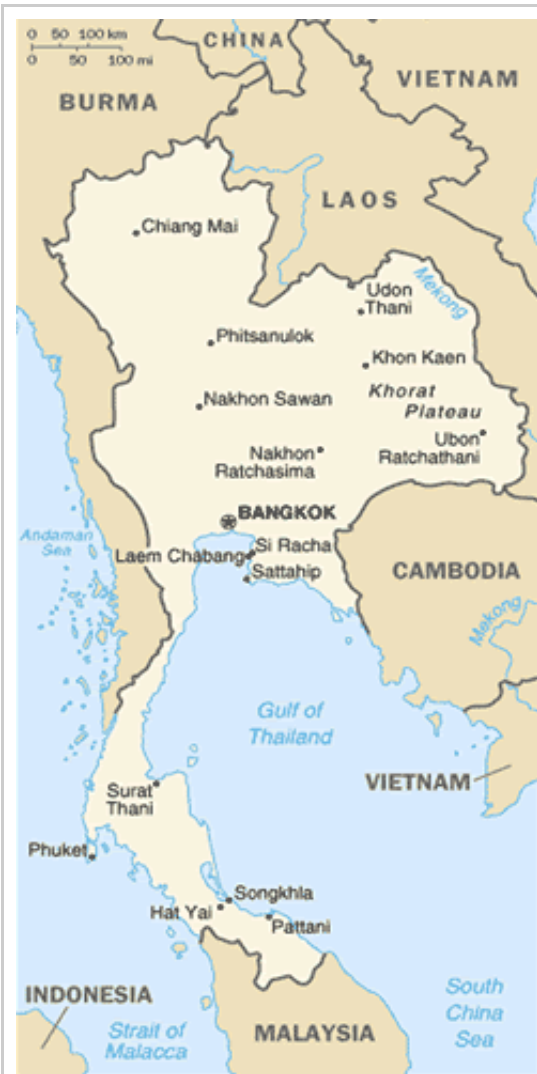 0 50 100 km
0 50 100 mi
CHINA
VIETNAM
BURMA
LAOS
Chiang Mai
Mekong
Udon
Thani
Phitsanulok
Khon Kaen
Khorat
Plateau
Nakhon Sawan
Ubon
Ratchathani
Nakhon
Ratchasima
BANGKOK
Andaman
Sea
Si Racha
Laem Chabang
Sattahip
CAMBODIA
Mekong
Gulf of
Thailand
VIETNAM
Surat
Thani
Phuket
Songkhla
Hat Yai
Pattani
INDONESIA
South
China
Sea
Strait of
Malacca
MALAYSIA